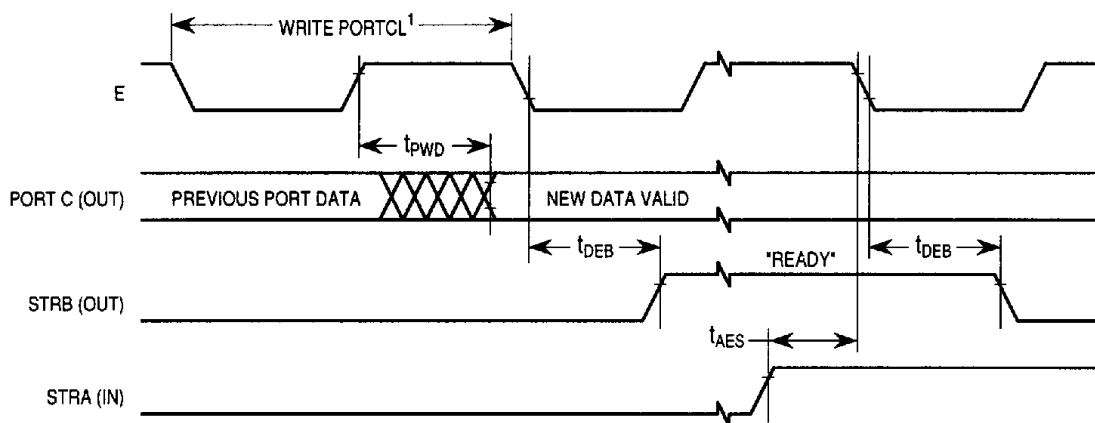 WRITE PORTCL¹
E
tPWD
PORT C (OUT)
PREVIOUS PORT DATA
NEW DATA VALID
tDEB
"READY"
tDEB
STRB (OUT)
tAES
STRA (IN)